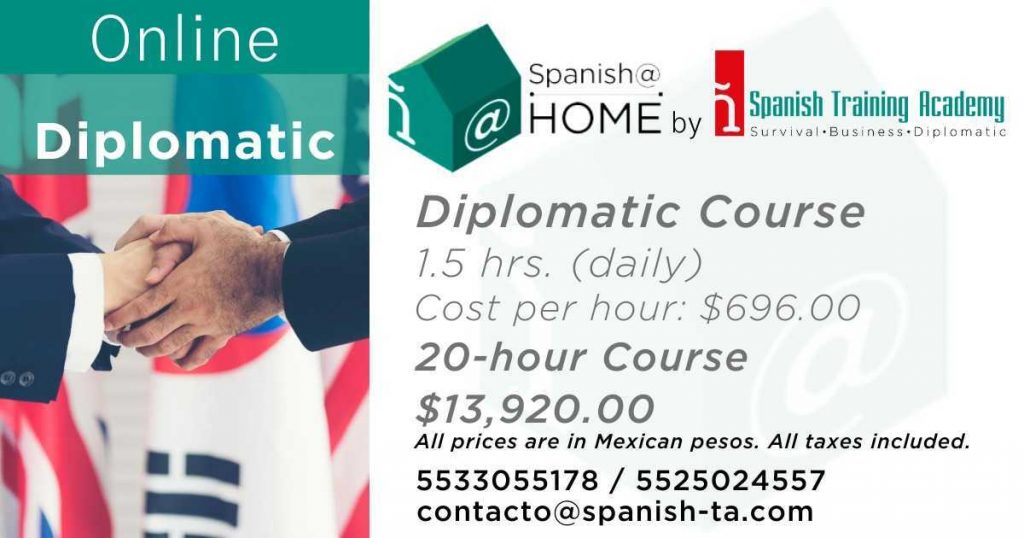 Online
Diplomatic
ñ
@
Spanish@
HOME by
ñ
Spanish Training Academy
Survival•Business•Diplomatic
Diplomatic Course
1.5 hrs. (daily)
Cost per hour: $696.00
20-hour Course
$13,920.00
All prices are in Mexican pesos. All taxes included.
5533055178 / 5525024557
contacto@spanish-ta.com
@